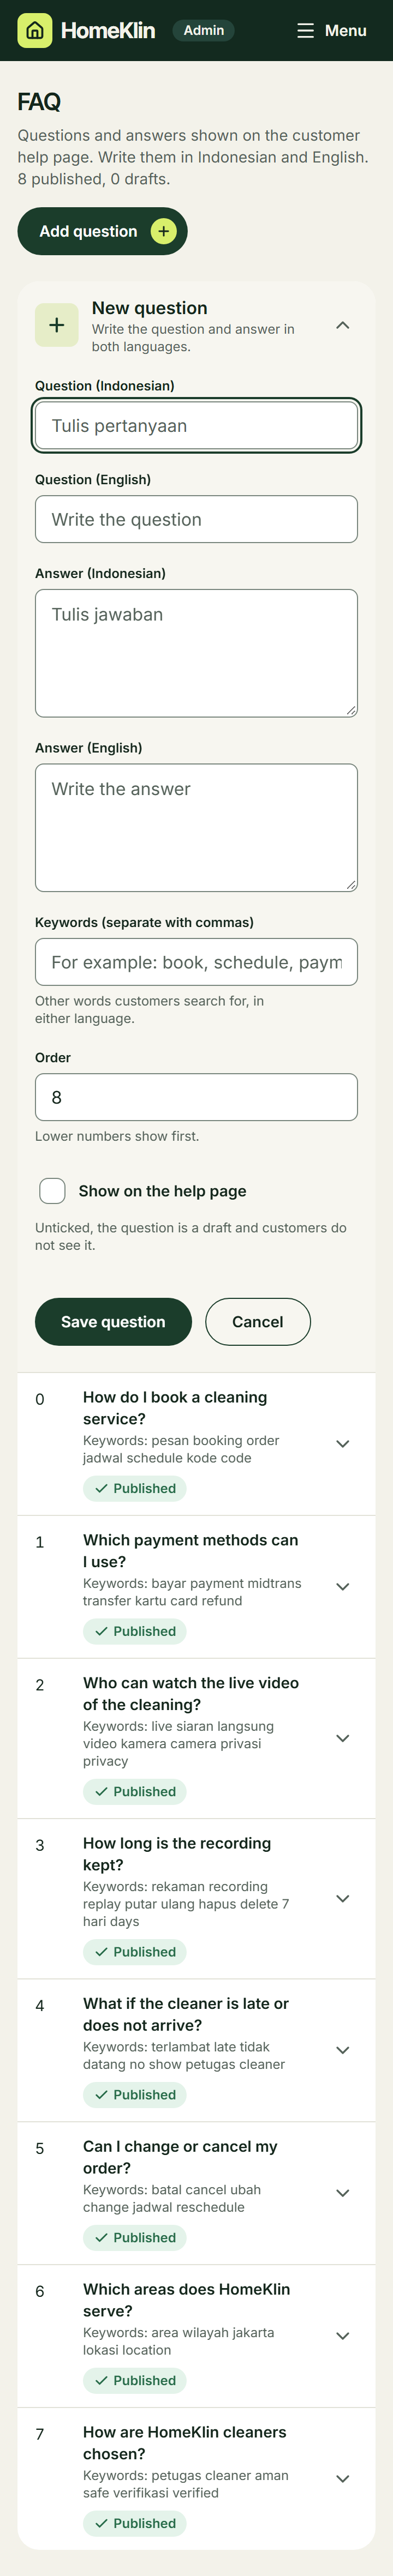 HomeKlin
Admin
Menu
FAQ
Questions and answers shown on the customer
help page. Write them in Indonesian and English.
8 published, 0 drafts.
Add question
New question
Write the question and answer in
both languages.
Question (Indonesian)
Tulis pertanyaan
Question (English)
Write the question
Answer (Indonesian)
Tulis jawaban
Answer (English)
Write the answer
Keywords (separate with commas)
For example: book, schedule, paym
Other words customers search for, in
either language.
Order
8
Lower numbers show first.
Show on the help page
Unticked, the question is a draft and customers do
not see it.
Save question
Cancel
0
How do I book a cleaning
service?
Keywords: pesan booking order
jadwal schedule kode code
Published
1
Which payment methods can
I use?
Keywords: bayar payment midtrans
transfer kartu card refund
Published
2
Who can watch the live video
of the cleaning?
Keywords: live siaran langsung
video kamera camera privasi
privacy
Published
3
How long is the recording
kept?
Keywords: rekaman recording
replay putar ulang hapus delete 7
hari days
Published
4
What if the cleaner is late or
does not arrive?
Keywords: terlambat late tidak
datang no show petugas cleaner
Published
5
Can I change or cancel my
order?
Keywords: batal cancel ubah
change jadwal reschedule
Published
6
Which areas does HomeKlin
serve?
Keywords: area wilayah jakarta
lokasi location
Published
7
How are HomeKlin cleaners
chosen?
Keywords: petugas cleaner aman
safe verifikasi verified
Published